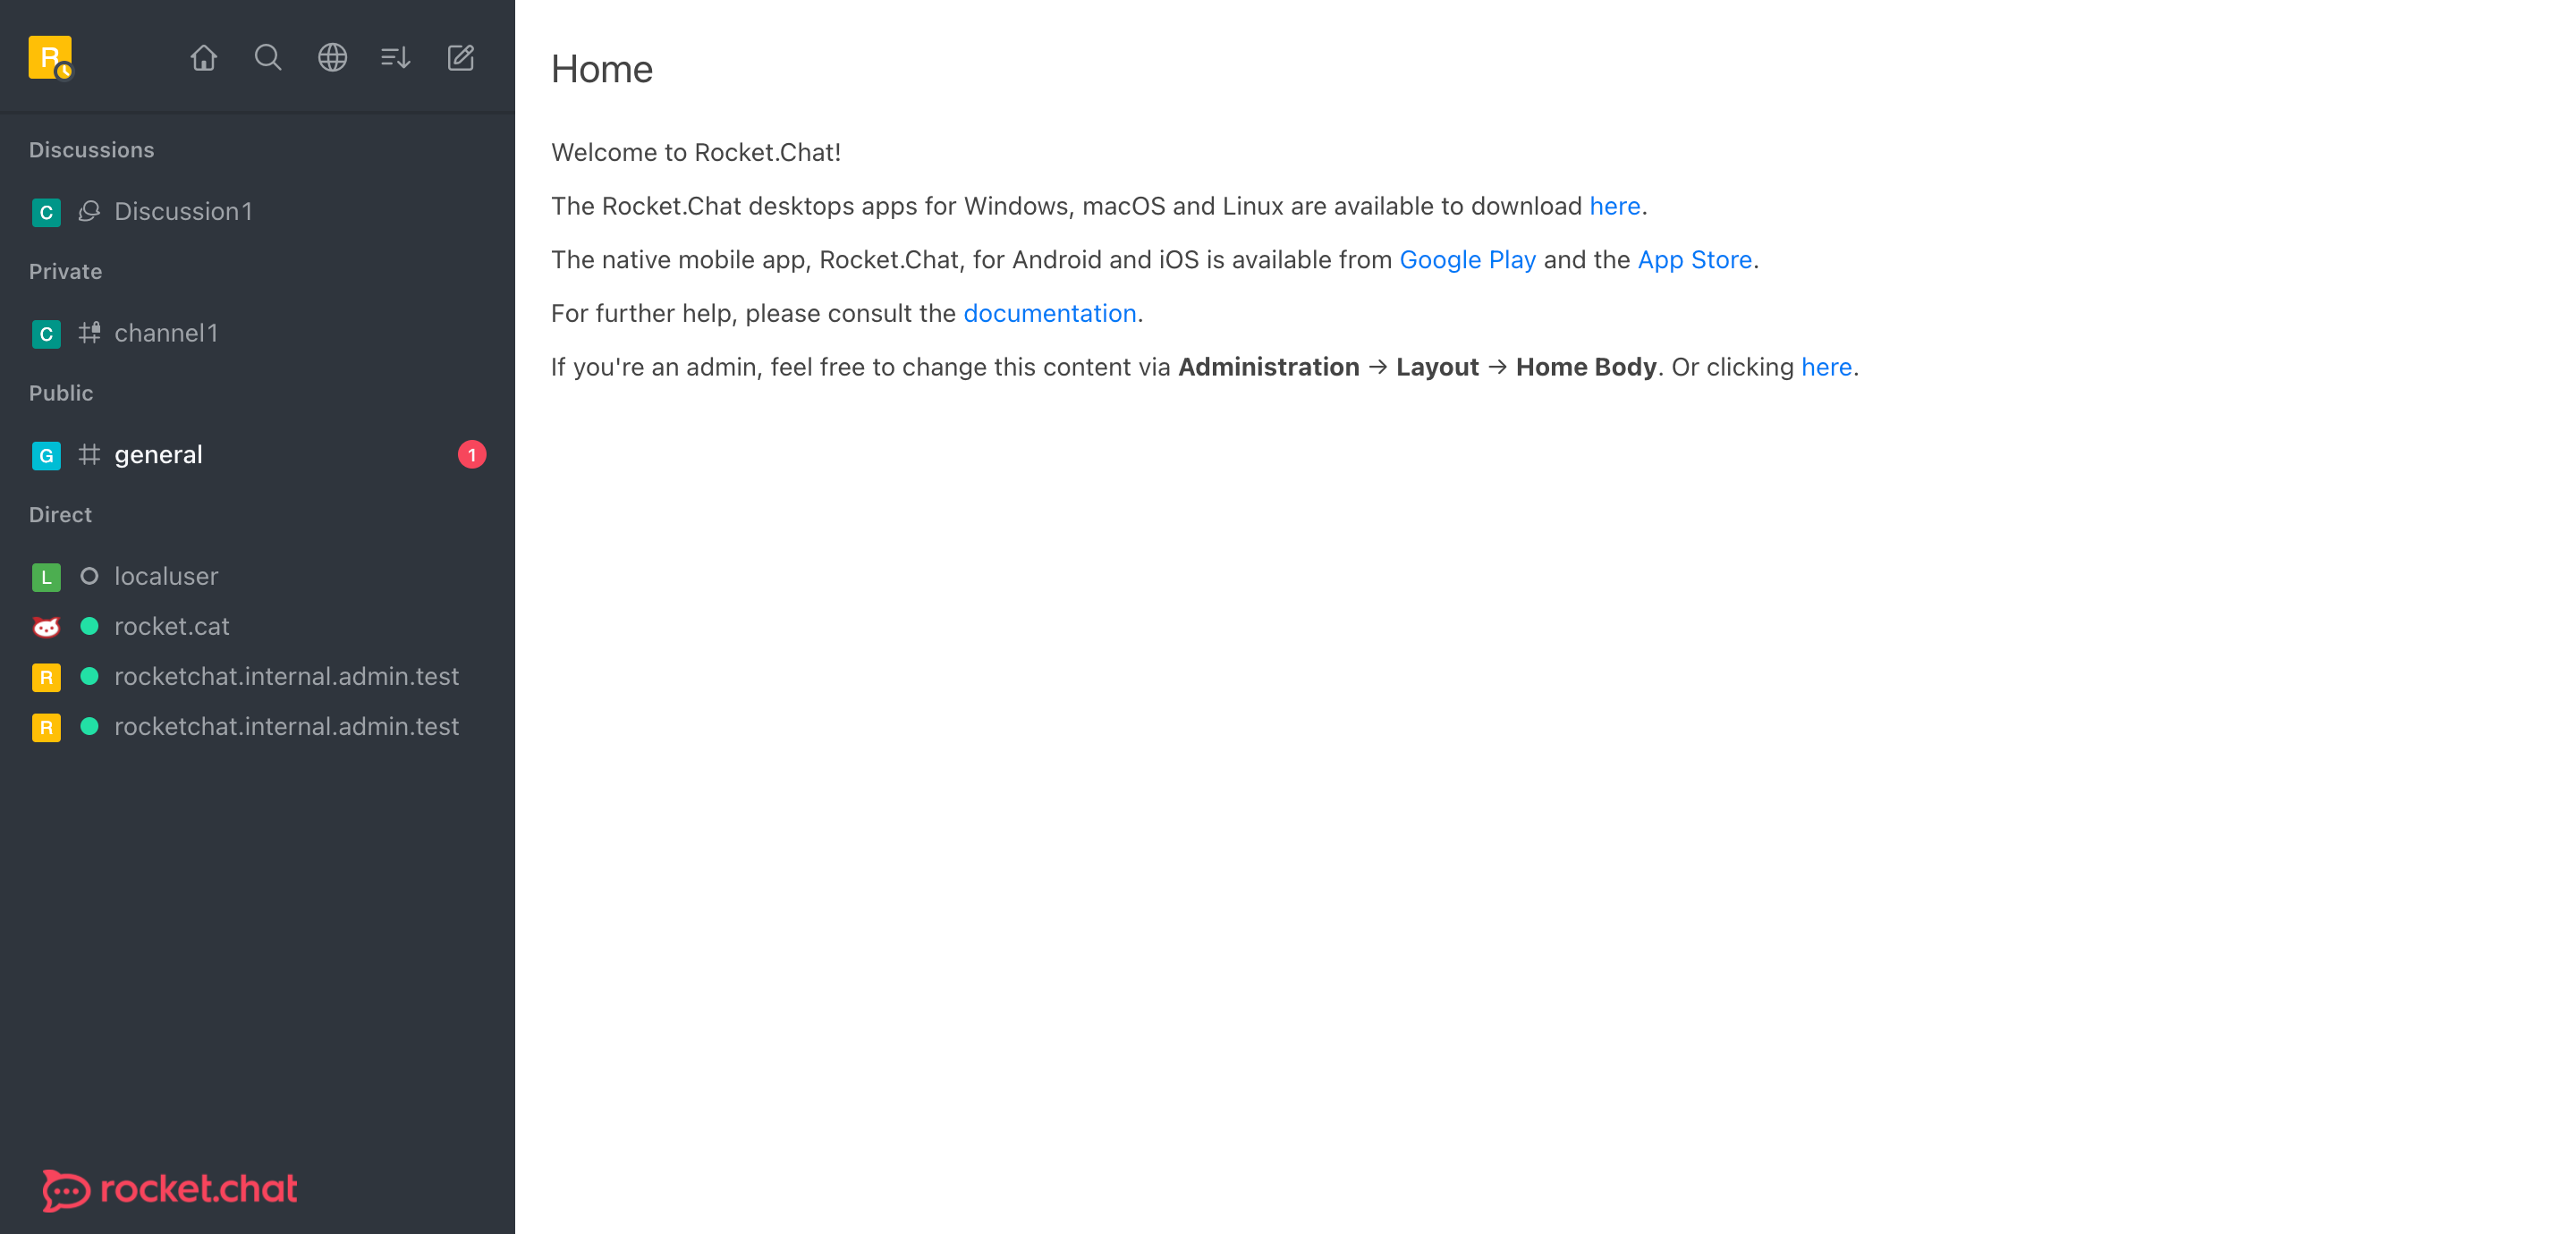 R
Discussions
C Discussion1
Private
C channel1
Public
G general 1
Direct
L localuser
rocket.cat
R rocketchat.internal.admin.test
R rocketchat.internal.admin.test
rocket.chat
Home
Welcome to Rocket.Chat!
The Rocket.Chat desktops apps for Windows, macOS and Linux are available to download here.
The native mobile app, Rocket.Chat, for Android and iOS is available from Google Play and the App Store.
For further help, please consult the documentation.
If you're an admin, feel free to change this content via Administration → Layout → Home Body. Or clicking here.